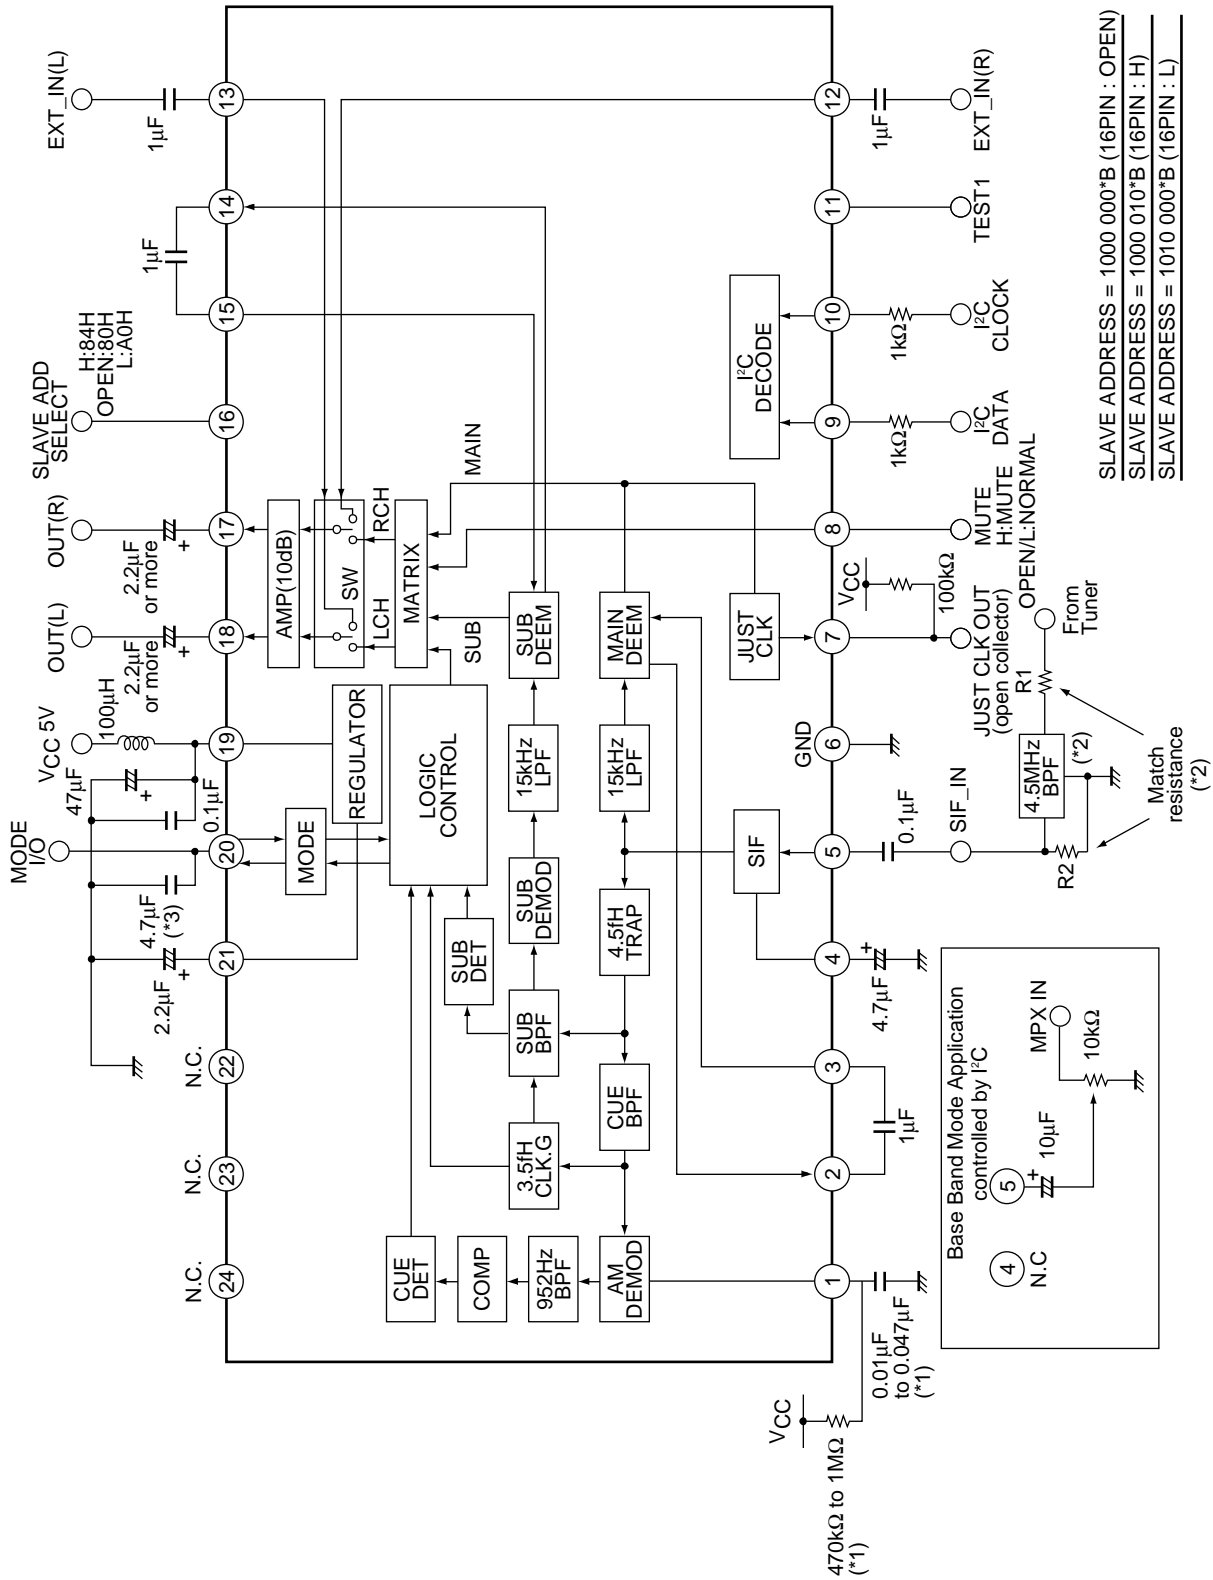 N.C.
24
N.C.
23
N.C.
22
2.2µF
+
21
4.7µF
(*3)
MODE
I/O
20
0.1µF
47µF
+
VCC 5V
100µH
19
OUT(L)
2.2µF
or more
+
18
OUT(R)
2.2µF
or more
+
17
SLAVE ADD
SELECT
H:84H
OPEN:80H
L:A0H
16
15
1µF
14
EXT_IN(L)
1µF
13
CUE
DET
COMP
952Hz
BPF
AM
DEMOD
3.5fH
CLK.G
CUE
BPF
SUB
BPF
SUB
DET
SUB
DEMOD
4.5fH
TRAP
MODE
LOGIC
CONTROL
REGULATOR
15kHz
LPF
15kHz
LPF
SUB
DEEM
MAIN
DEEM
SUB
MAIN
AMP(10dB)
SW
LCH
RCH
MATRIX
SIF
JUST
CLK
I²C
DECODE
1
0.01µF
to 0.047µF
(*1)
VCC
470kΩ to 1MΩ
(*1)
2
1µF
3
4
+
4.7µF
5
0.1µF
SIF_IN
R2
4.5MHz
BPF
(*2)
R1
From
Tuner
Match
resistance
(*2)
GND
6
7
VCC
100kΩ
JUST CLK OUT
(open collector)
8
MUTE
H:MUTE
OPEN/L:NORMAL
9
1kΩ
I²C
DATA
10
1kΩ
I²C
CLOCK
11
TEST1
12
1µF
EXT_IN(R)
Base Band Mode Application
controlled by I²C
4
N.C
5
+
10µF
MPX IN
10kΩ
SLAVE ADDRESS = 1000 000*B (16PIN : OPEN)
SLAVE ADDRESS = 1000 010*B (16PIN : H)
SLAVE ADDRESS = 1010 000*B (16PIN : L)